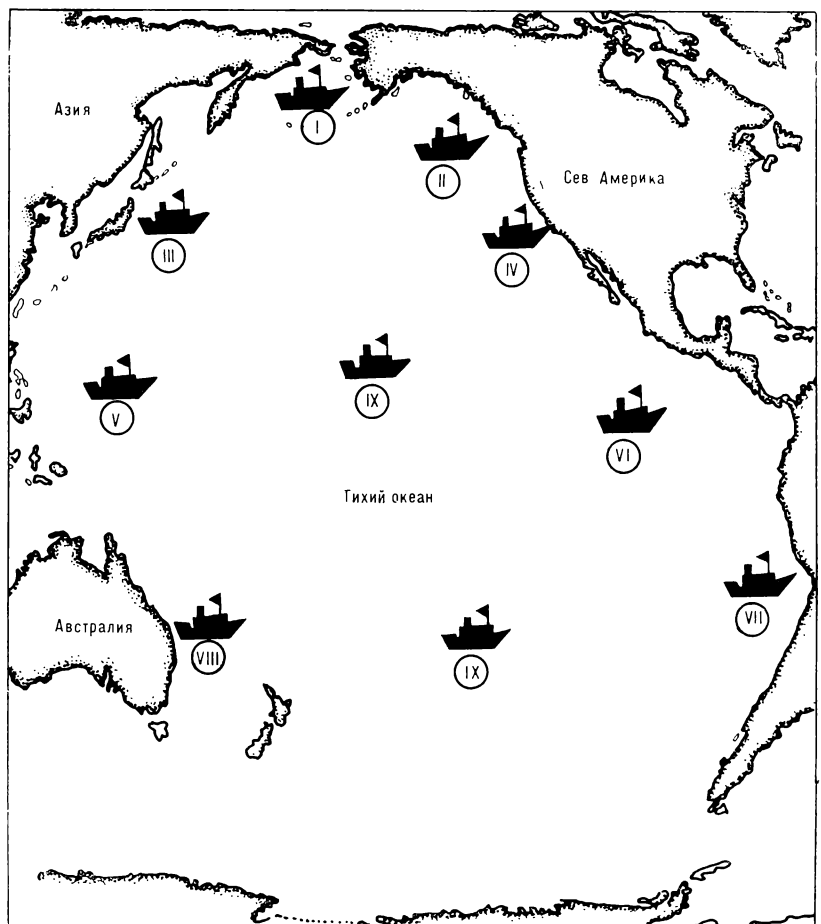 Азия
I
II
Сев Америка
III
IV
IX
V
VI
Тихий океан
VII
Австралия
VIII
IX